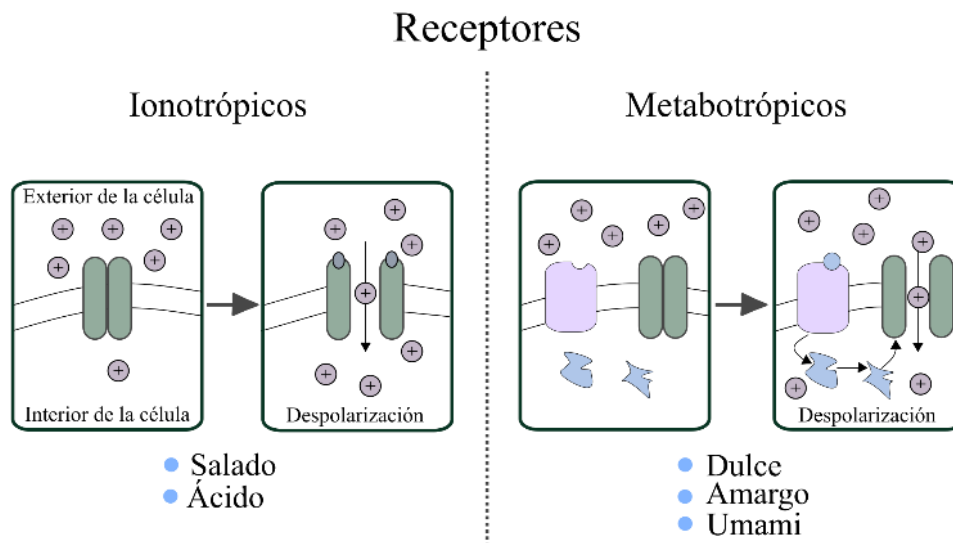 Receptores
Ionotrópicos
Exterior de la célula
Interior de la célula
Despolarización
Salado
Ácido
Metabotrópicos
Despolarización
Dulce
Amargo
Umami